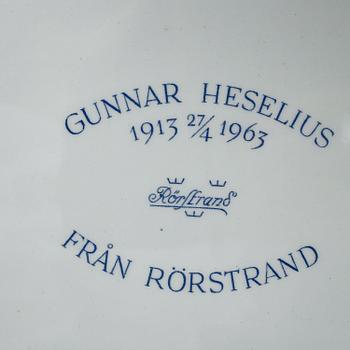 GUNNAR HESELIUS
1913 27/4 1963
Rörstrand
FRÅN RÖRSTRAND